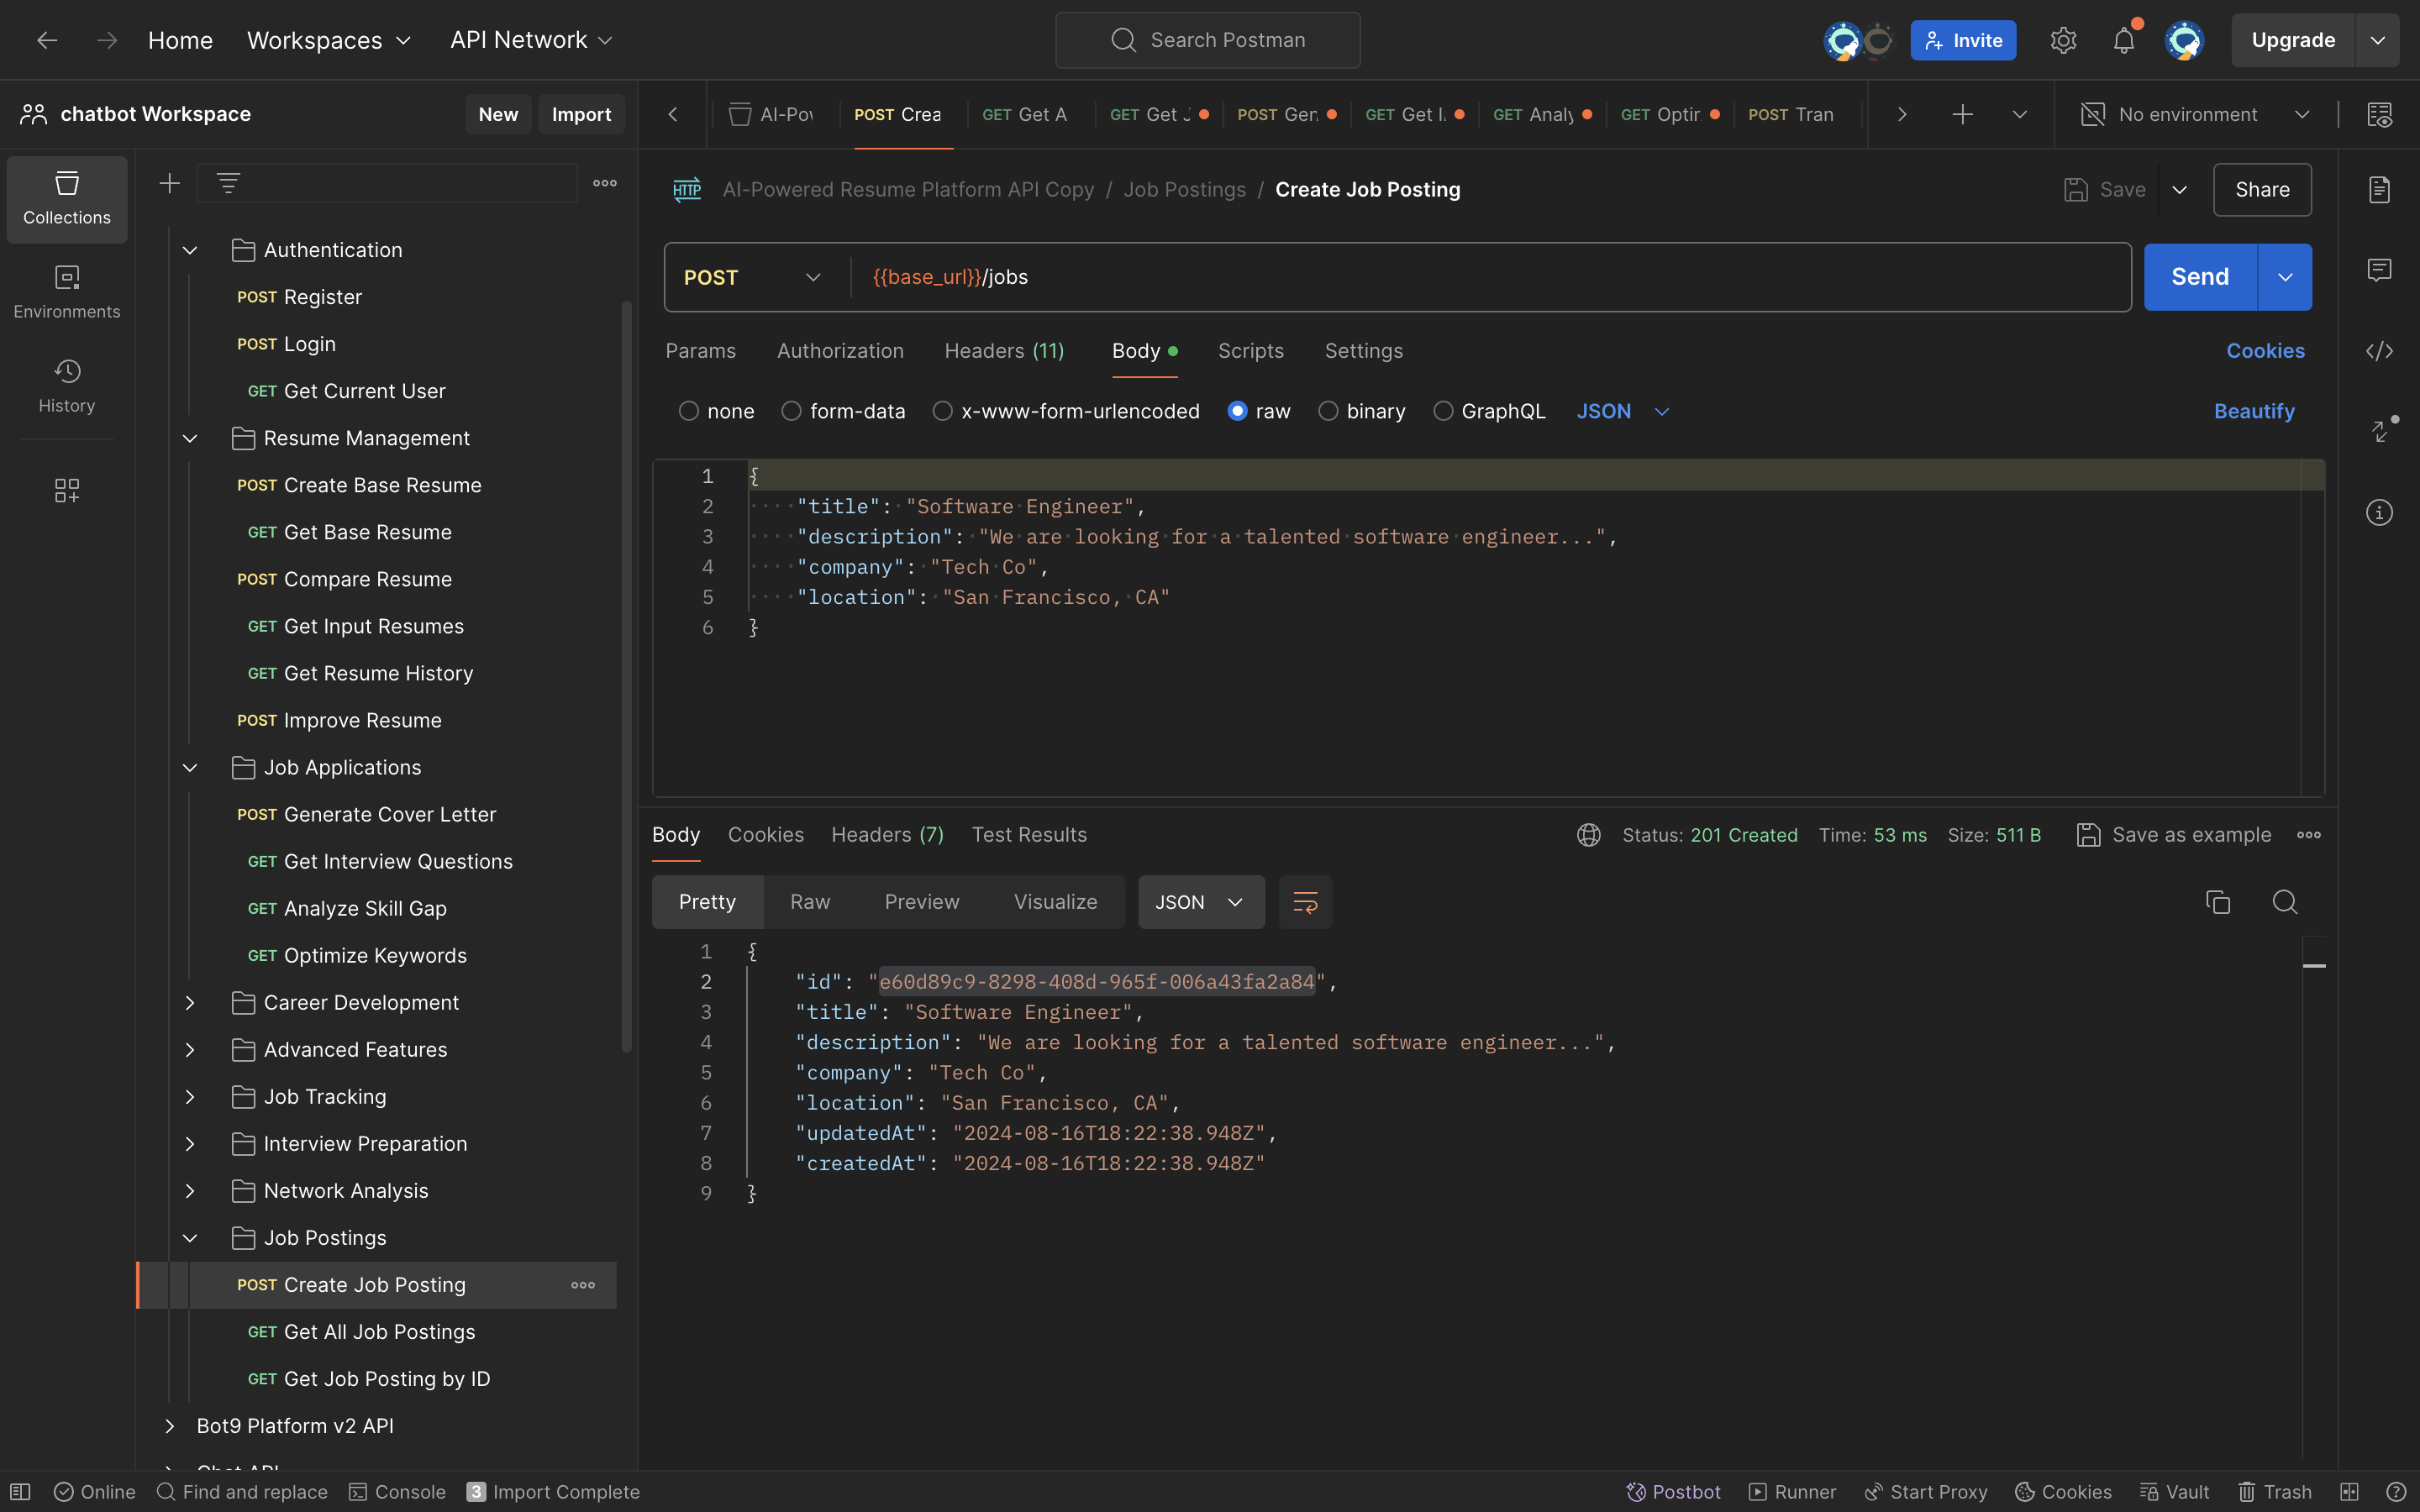 Home Workspaces API Network Search Postman Invite Upgrade
chatbot Workspace New Import AI-Pov POST Crea GET Get A GET Get J POST Gen GET Get I GET Analy GET Optim POST Tran No environment
Collections
Environments
History
Authentication
POST Register
POST Login
GET Get Current User
Resume Management
POST Create Base Resume
GET Get Base Resume
POST Compare Resume
GET Get Input Resumes
GET Get Resume History
POST Improve Resume
Job Applications
POST Generate Cover Letter
GET Get Interview Questions
GET Analyze Skill Gap
GET Optimize Keywords
Career Development
Advanced Features
Job Tracking
Interview Preparation
Network Analysis
Job Postings
POST Create Job Posting
GET Get All Job Postings
GET Get Job Posting by ID
Bot9 Platform v2 API
HTTP AI-Powered Resume Platform API Copy / Job Postings / Create Job Posting Save Share
POST {{base_url}}/jobs Send
Params Authorization Headers (11) Body Scripts Settings Cookies
none form-data x-www-form-urlencoded raw binary GraphQL JSON Beautify
1 {
2 "title": "Software Engineer",
3 "description": "We are looking for a talented software engineer...",
4 "company": "Tech Co",
5 "location": "San Francisco, CA"
6 }
Body Cookies Headers (7) Test Results Status: 201 Created Time: 53 ms Size: 511 B Save as example
Pretty Raw Preview Visualize JSON
1 {
2 "id": "e60d89c9-8298-408d-965f-006a43fa2a84",
3 "title": "Software Engineer",
4 "description": "We are looking for a talented software engineer...",
5 "company": "Tech Co",
6 "location": "San Francisco, CA",
7 "updatedAt": "2024-08-16T18:22:38.948Z",
8 "createdAt": "2024-08-16T18:22:38.948Z"
9 }
Online Find and replace Console 3 Import Complete Postbot Runner Start Proxy Cookies Vault Trash